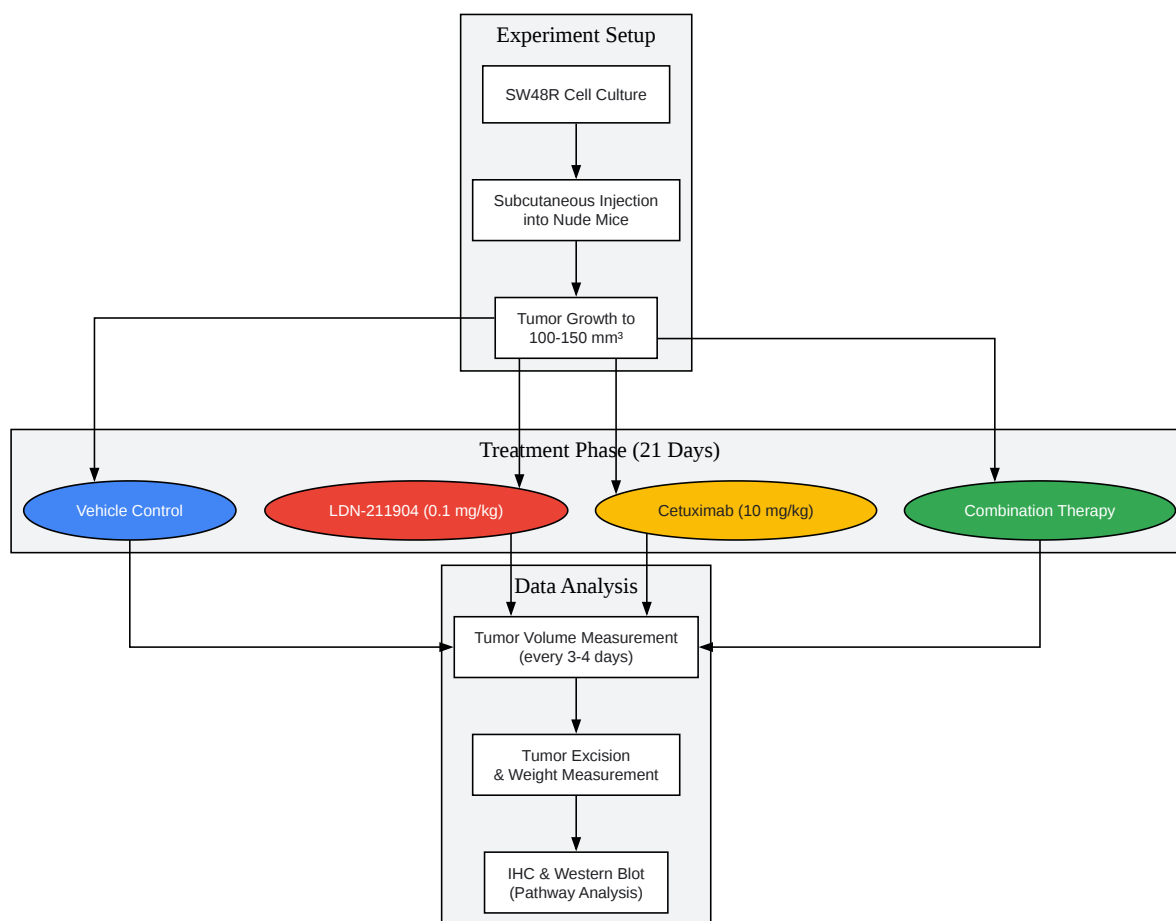 Experiment Setup
SW48R Cell Culture
Subcutaneous Injection
into Nude Mice
Tumor Growth to
100-150 mm³
Treatment Phase (21 Days)
Vehicle Control
LDN-211904 (0.1 mg/kg)
Cetuximab (10 mg/kg)
Combination Therapy
Data Analysis
Tumor Volume Measurement
(every 3-4 days)
Tumor Excision
& Weight Measurement
IHC & Western Blot
(Pathway Analysis)